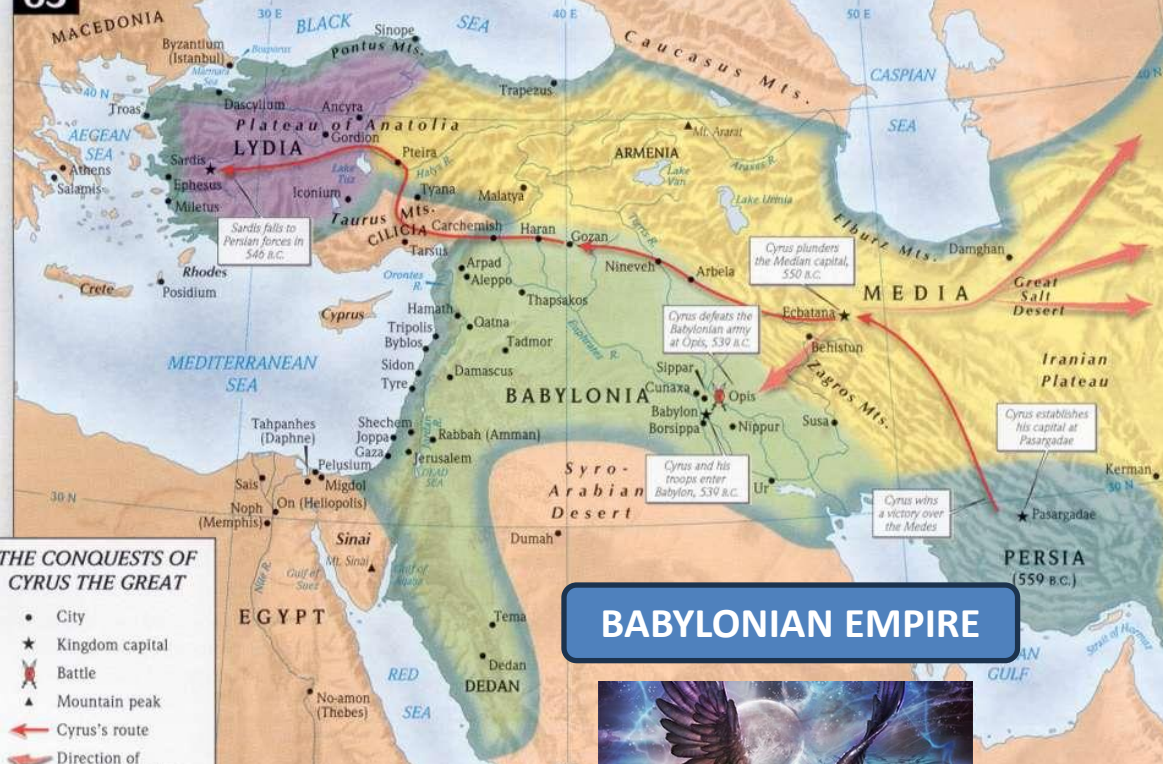 30 E
40 E
50 E
MACEDONIA
BLACK
SEA
Sinope
Byzantium
(Istanbul)
Bosporus
Pontus Mts.
Caucasus Mts.
Marmara
Sea
CASPIAN
SEA
40 N
40 N
Troas
Dascylium
Ancyra
Trapezus
Plateau of Anatolia
Gordion
Mt. Ararat
AEGEAN
SEA
LYDIA
ARMENIA
Araxes R.
Athens
Salamis
Sardis
Ephesus
Miletus
Lake
Tuz
Pteira
Halys R.
Lake
Van
Iconium
Tyana
Malatya
Lake Urmia
Taurus Mts.
CILICIA
Carchemish
Haran
Gozan
Tigris R.
Elburz Mts.
Damghan
Sardis falls to
Persian forces in
546 B.C.
Tarsus
Cyrus plunders
the Median capital,
550 B.C.
Rhodes
Crete
Posidium
Orontes
R.
Arpad
Aleppo
Nineveh
Arbela
MEDIA
Great
Salt
Desert
Thapsakos
Cyprus
Hamath
Qatna
Ecbatana
Cyrus defeats the
Babylonian army
at Opis, 539 B.C.
Tripolis
Byblos
Tadmor
Euphrates R.
Behistun
MEDITERRANEAN
SEA
Sidon
Tyre
Damascus
Sippar
Zagros Mts.
Iranian
Plateau
BABYLONIA
Cunaxa
Opis
Babylon
Borsippa
Nippur
Susa
Cyrus establishes
his capital at
Pasargadae
Tahpanhes
(Daphne)
Shechem
Joppa
Gaza
Jordan
R.
Rabbah (Amman)
Jerusalem
DEAD
SEA
Pelusium
Migdol
Syro-
Arabian
Desert
Cyrus and his
troops enter
Babylon, 539 B.C.
Ur
Kerman
30 N
30 N
Sais
On (Heliopolis)
Noph
(Memphis)
Cyrus wins
a victory over
the Medes
Pasargadae
Dumah
Sinai
Mt. Sinai
PERSIA
(559 B.C.)
Gulf of
Suez
Gulf of
Aqaba
Nile R.
EGYPT
THE CONQUESTS OF
CYRUS THE GREAT
City
Kingdom capital
Battle
Mountain peak
Cyrus's route
Direction of
Tema
Dedan
DEDAN
BABYLONIAN EMPIRE
Strait of Hormuz
GULF
RED
SEA
No-amon
(Thebes)